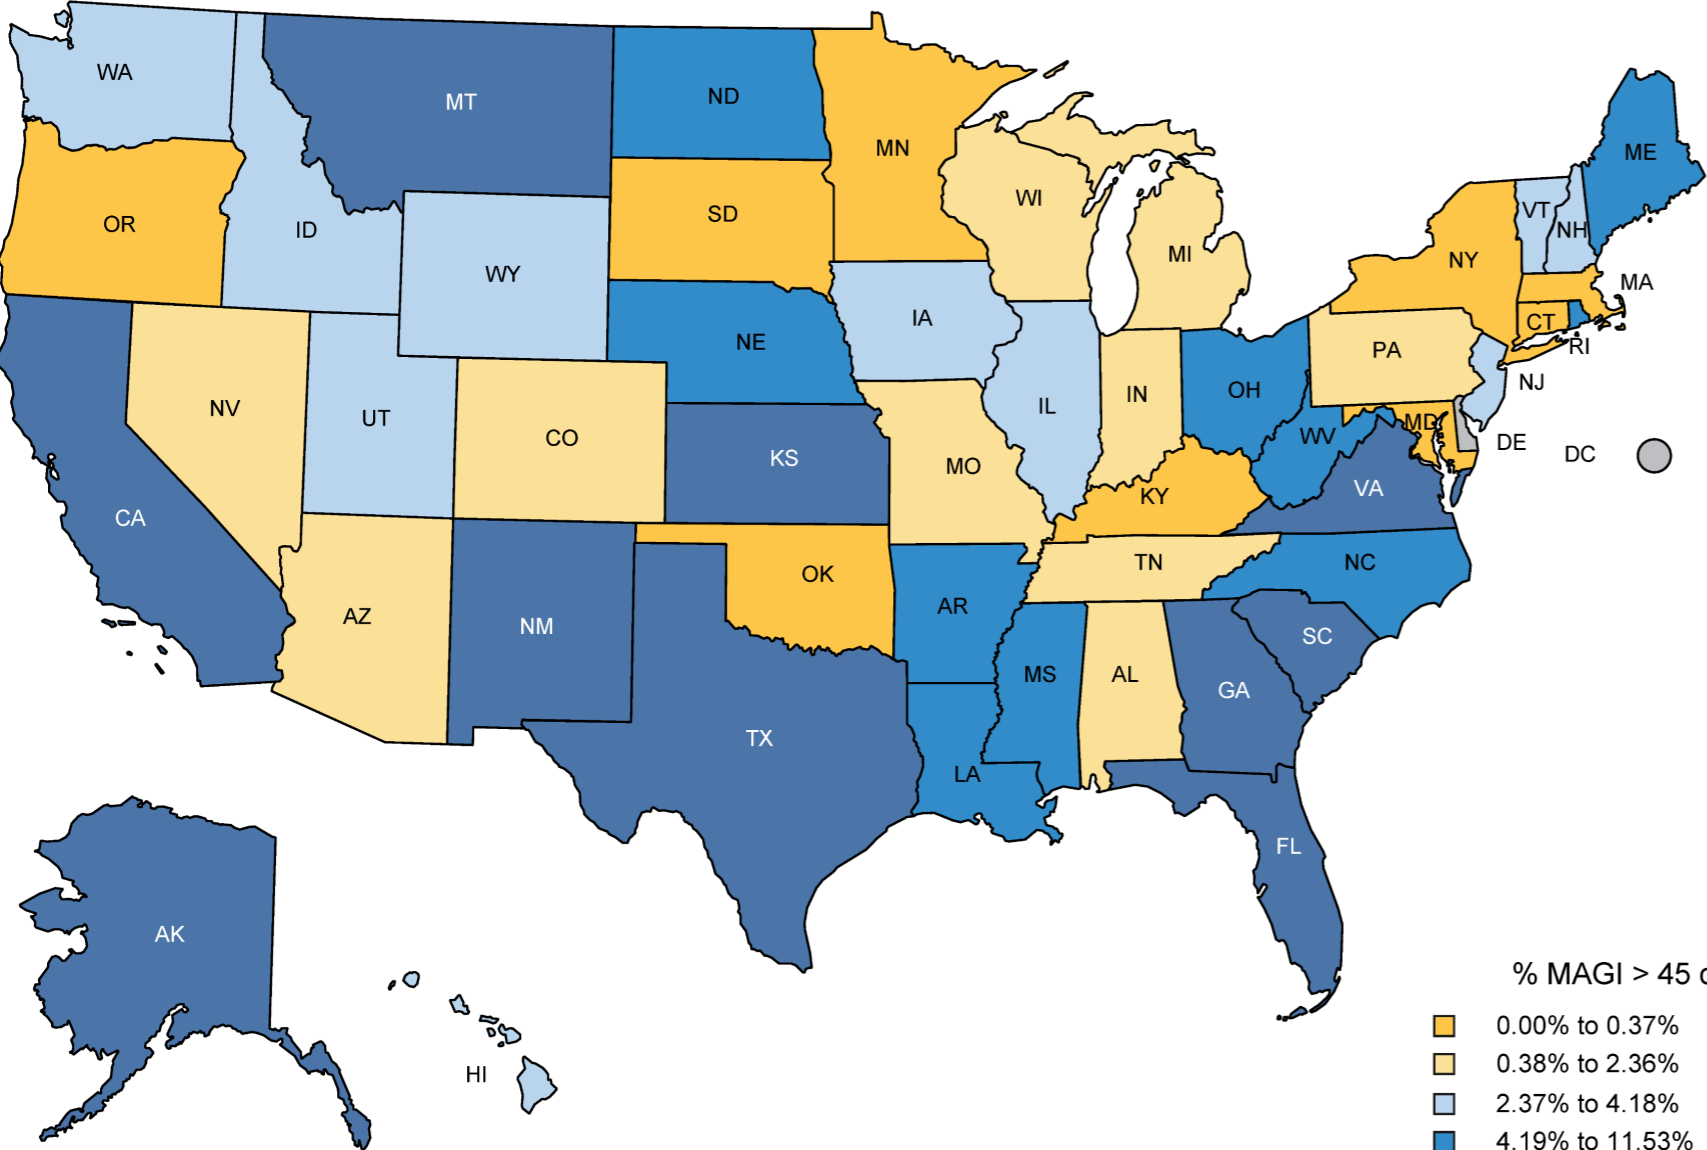 WA
MT
ND
MN
ME
OR
ID
SD
WI
VT
NH
WY
MI
NY
MA
IA
CT
NE
PA
RI
NV
UT
IL
IN
OH
NJ
CO
KS
MO
WV
MD
DE
DC
CA
KY
VA
AZ
NM
OK
AR
TN
NC
MS
AL
SC
GA
TX
LA
FL
AK
HI
% MAGI > 45
0.00% to 0.37%
0.38% to 2.36%
2.37% to 4.18%
4.19% to 11.53%